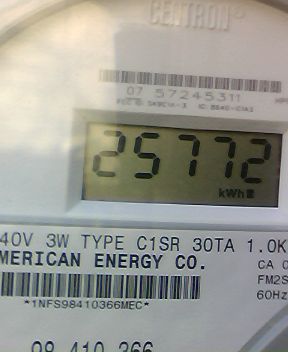 CENTRON®
07 57245311
25772
kWh
40V 3W TYPE C1SR 30TA 1.0K
MERICAN ENERGY CO.
CA 0
FM2S
60Hz
*1NFS98410366MEC*
98 410 366